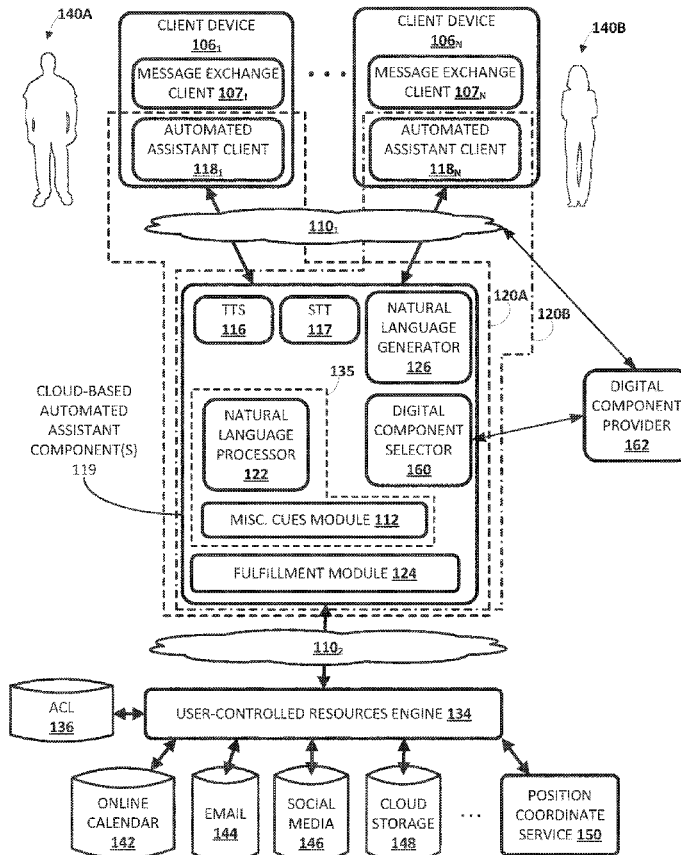 140A
CLIENT DEVICE
106₁
MESSAGE EXCHANGE
CLIENT 107₁
AUTOMATED
ASSISTANT CLIENT
118₁
. . .
CLIENT DEVICE
106N
MESSAGE EXCHANGE
CLIENT 107N
AUTOMATED
ASSISTANT CLIENT
118N
140B
110₁
120A
120B
TTS
116
STT
117
NATURAL
LANGUAGE
GENERATOR
126
135
CLOUD-BASED
AUTOMATED
ASSISTANT
COMPONENT(S)
119
NATURAL
LANGUAGE
PROCESSOR
122
DIGITAL
COMPONENT
SELECTOR
160
DIGITAL
COMPONENT
PROVIDER
162
MISC. CUES MODULE 112
FULFILLMENT MODULE 124
110₂
ACL
136
USER-CONTROLLED RESOURCES ENGINE 134
ONLINE
CALENDAR
142
EMAIL
144
SOCIAL
MEDIA
146
CLOUD
STORAGE
148
...
POSITION
COORDINATE
SERVICE 150